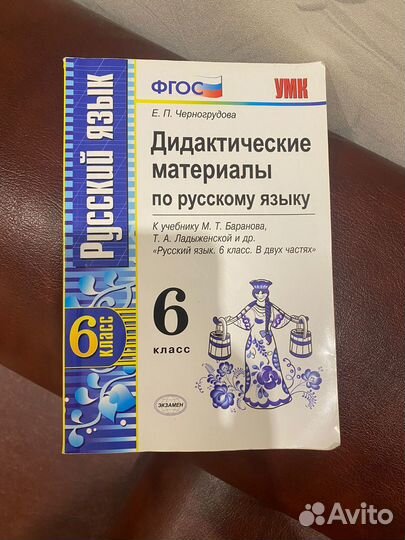 ФГОС
УМК
Е. П. Черногрудова
Дидактические
материалы
по русскому языку
К учебнику М. Т. Баранова,
Т. А. Ладыженской и др.
«Русский язык. 6 класс. В двух частях»
6
класс
ЭКЗАМЕН
Русский язык
6 класс
Avito